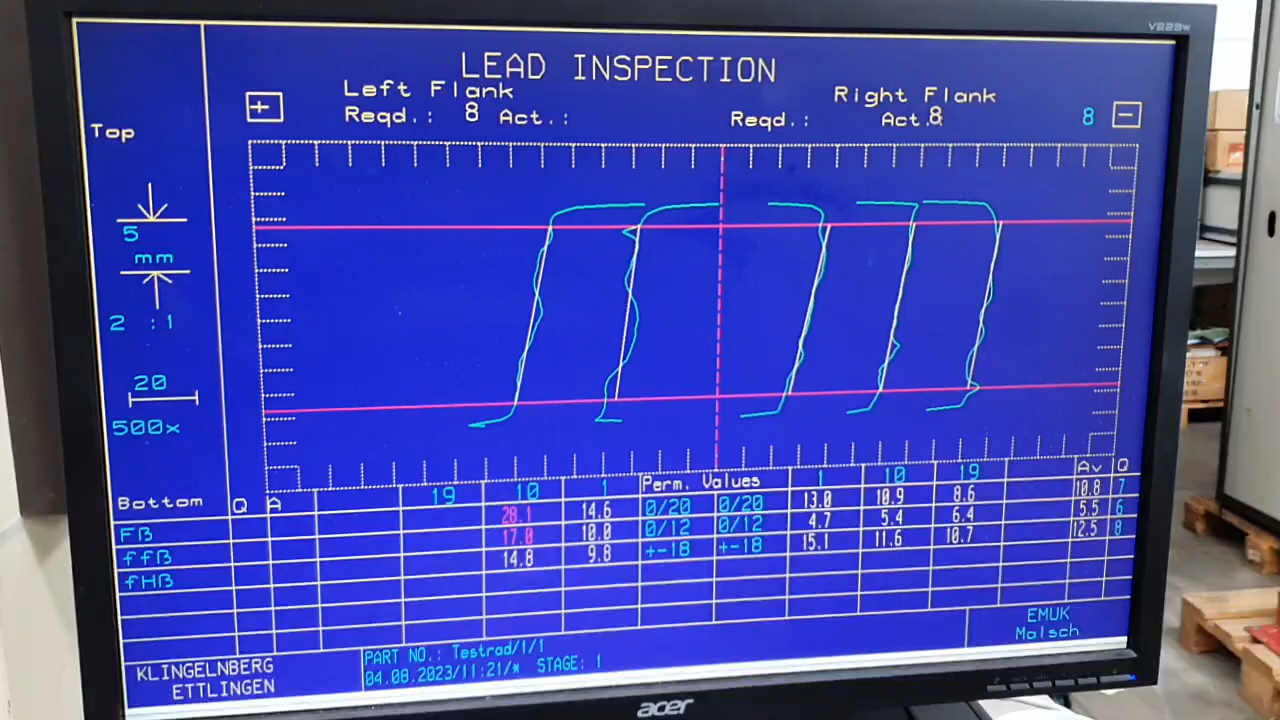 V223w
LEAD INSPECTION
Left Flank
Right Flank
+
Reqd.: 8 Act.:
Reqd.: Act.: 8
8
−
Top
5
mm
2 :1
20
500x
Bottom Q A 19 10 1 Perm. Values 1 10 19 Av Q
Fß 28.1 14.6 0/20 0/20 13.0 10.9 8.6 10.8 7
ffß 17.0 10.0 0/12 0/12 4.7 5.4 6.4 5.5 6
fHß 14.8 9.8 +-18 +-18 15.1 11.6 10.7 12.5 8
KLINGELNBERG
ETTLINGEN
PART NO.: Testrad/1/1
04.08.2023/11:21/* STAGE: 1
EMUK
Malsch
acer